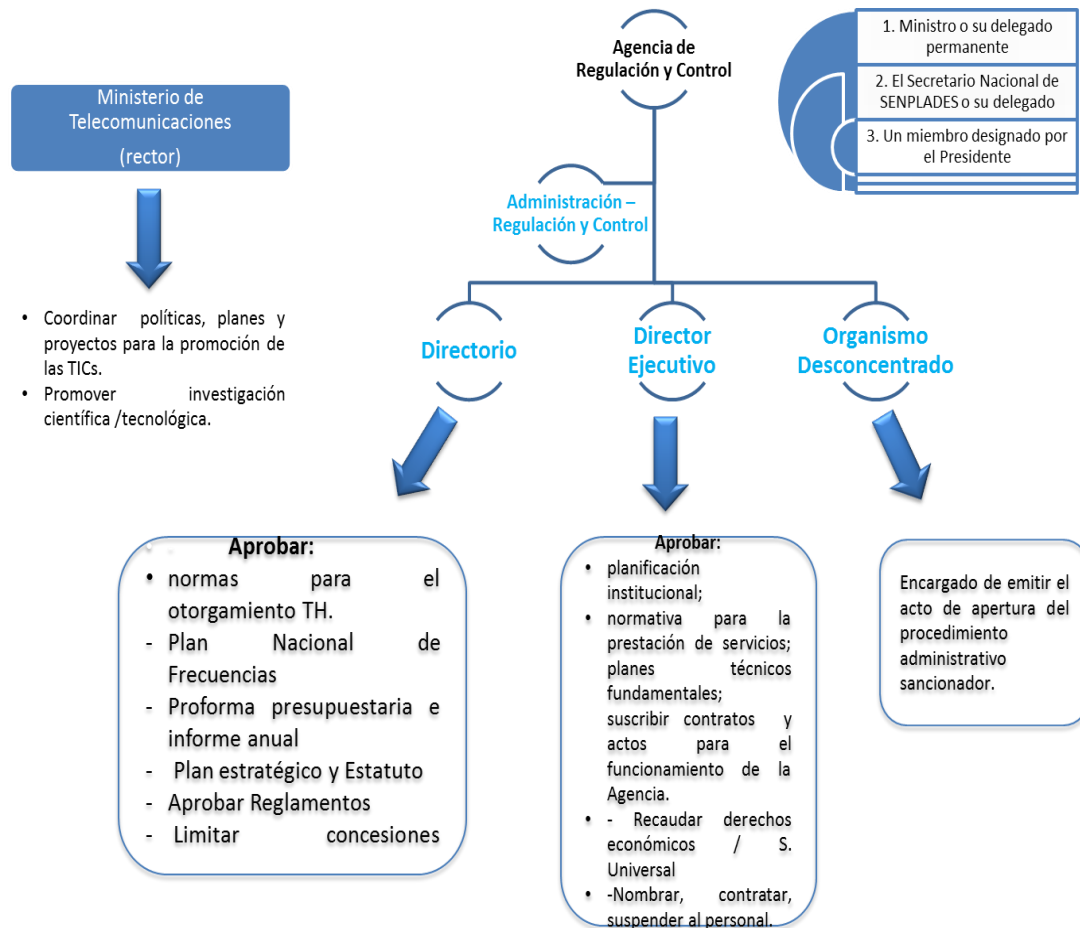 Agencia de
Regulación y Control
1. Ministro o su delegado
permanente
2. El Secretario Nacional de
SENPLADES o su delegado
3. Un miembro designado por
el Presidente
Ministerio de
Telecomunicaciones
(rector)
Administración –
Regulación y Control
• Coordinar políticas, planes y
proyectos para la promoción de
las TICs.
• Promover investigación
científica /tecnológica.
Directorio
Director
Ejecutivo
Organismo
Desconcentrado
Aprobar:
• normas para el
otorgamiento TH.
- Plan Nacional de
Frecuencias
- Proforma presupuestaria e
informe anual
- Plan estratégico y Estatuto
- Aprobar Reglamentos
- Limitar concesiones
Aprobar:
• planificación
institucional;
• normativa para la
prestación de servicios;
planes técnicos
fundamentales;
suscribir contratos y
actos para el
funcionamiento de la
Agencia.
• - Recaudar derechos
económicos / S.
Universal
• -Nombrar, contratar,
suspender al personal.
Encargado de emitir el
acto de apertura del
procedimiento
administrativo
sancionador.